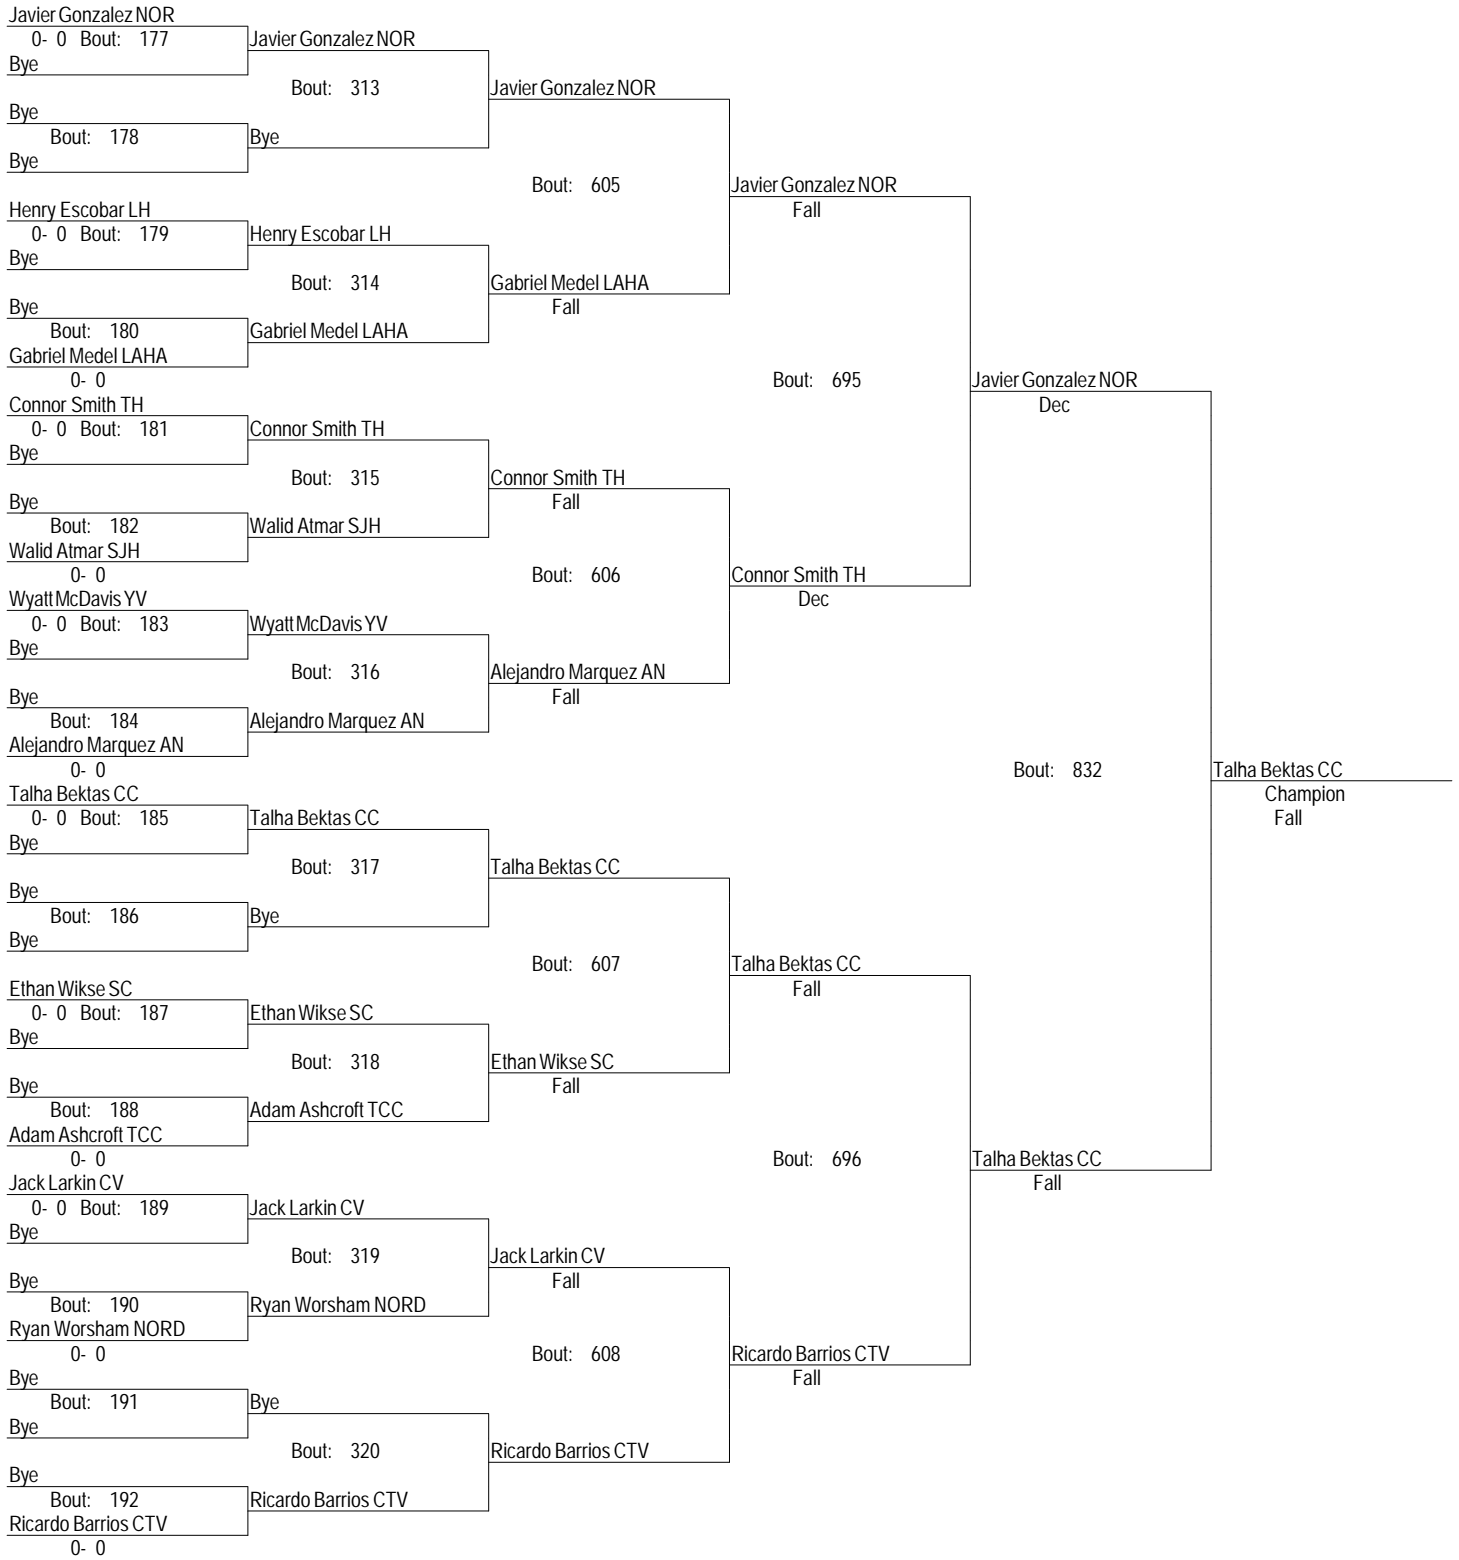 Javier Gonzalez NOR
0- 0 Bout: 177 Javier Gonzalez NOR
Bye
Bout: 313 Javier Gonzalez NOR
Bye
Bout: 178 Bye
Bye
Bout: 605 Javier Gonzalez NOR
Henry Escobar LH Fall
0- 0 Bout: 179 Henry Escobar LH
Bye
Bout: 314 Gabriel Medel LAHA
Bye Fall
Bout: 180 Gabriel Medel LAHA
Gabriel Medel LAHA
0- 0 Bout: 695 Javier Gonzalez NOR
Connor Smith TH Dec
0- 0 Bout: 181 Connor Smith TH
Bye
Bout: 315 Connor Smith TH
Bye Fall
Bout: 182 Walid Atmar SJH
Walid Atmar SJH
0- 0 Bout: 606 Connor Smith TH
Wyatt McDavis YV Dec
0- 0 Bout: 183 Wyatt McDavis YV
Bye
Bout: 316 Alejandro Marquez AN
Bye Fall
Bout: 184 Alejandro Marquez AN
Alejandro Marquez AN
0- 0 Bout: 832 Talha Bektas CC
Talha Bektas CC Champion
0- 0 Bout: 185 Talha Bektas CC Fall
Bye
Bout: 317 Talha Bektas CC
Bye
Bout: 186 Bye
Bye
Bout: 607 Talha Bektas CC
Ethan Wikse SC Fall
0- 0 Bout: 187 Ethan Wikse SC
Bye
Bout: 318 Ethan Wikse SC
Bye Fall
Bout: 188 Adam Ashcroft TCC
Adam Ashcroft TCC
0- 0 Bout: 696 Talha Bektas CC
Jack Larkin CV Fall
0- 0 Bout: 189 Jack Larkin CV
Bye
Bout: 319 Jack Larkin CV
Bye Fall
Bout: 190 Ryan Worsham NORD
Ryan Worsham NORD
0- 0 Bout: 608 Ricardo Barrios CTV
Bye Fall
Bout: 191 Bye
Bye
Bout: 320 Ricardo Barrios CTV
Bye
Bout: 192 Ricardo Barrios CTV
Ricardo Barrios CTV
0- 0